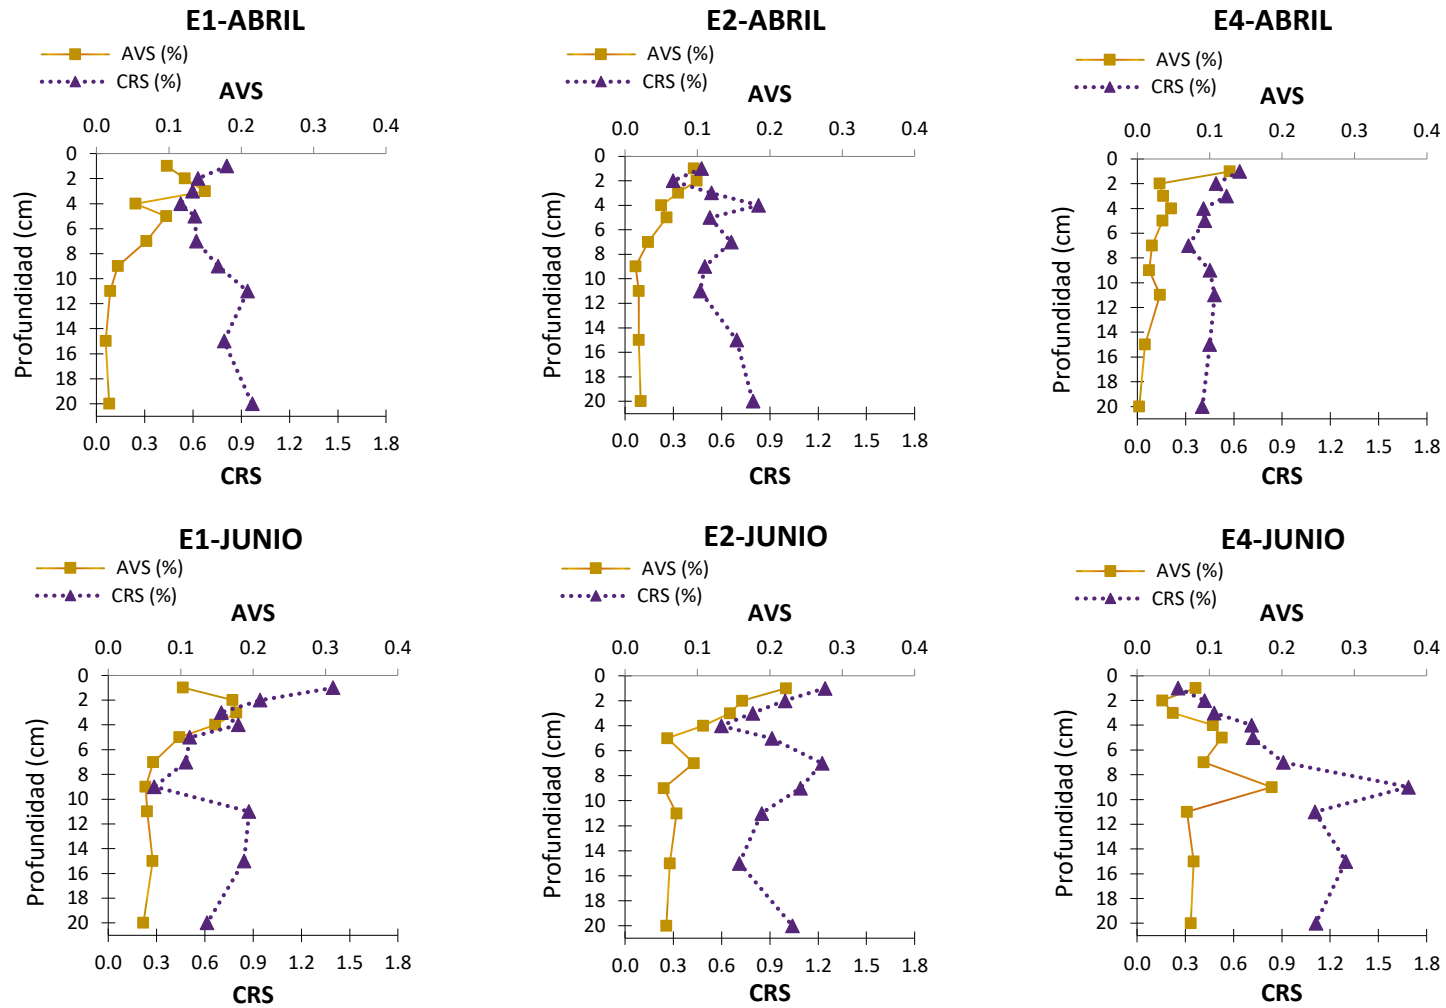 E1-ABRIL
AVS (%)
CRS (%)
AVS
0.0 0.1 0.2 0.3 0.4
0
2
4
6
8
10
12
14
16
18
20
Profundidad (cm)
0.0 0.3 0.6 0.9 1.2 1.5 1.8
CRS
E2-ABRIL
AVS (%)
CRS (%)
AVS
0.0 0.1 0.2 0.3 0.4
0
2
4
6
8
10
12
14
16
18
20
Profundidad (cm)
0.0 0.3 0.6 0.9 1.2 1.5 1.8
CRS
E4-ABRIL
AVS (%)
CRS (%)
AVS
0.0 0.1 0.2 0.3 0.4
0
2
4
6
8
10
12
14
16
18
20
Profundidad (cm)
0.0 0.3 0.6 0.9 1.2 1.5 1.8
CRS
E1-JUNIO
AVS (%)
CRS (%)
AVS
0.0 0.1 0.2 0.3 0.4
0
2
4
6
8
10
12
14
16
18
20
Profundidad (cm)
0.0 0.3 0.6 0.9 1.2 1.5 1.8
CRS
E2-JUNIO
AVS (%)
CRS (%)
AVS
0.0 0.1 0.2 0.3 0.4
0
2
4
6
8
10
12
14
16
18
20
Profundidad (cm)
0.0 0.3 0.6 0.9 1.2 1.5 1.8
CRS
E4-JUNIO
AVS (%)
CRS (%)
AVS
0.0 0.1 0.2 0.3 0.4
0
2
4
6
8
10
12
14
16
18
20
Profundidad (cm)
0.0 0.3 0.6 0.9 1.2 1.5 1.8
CRS